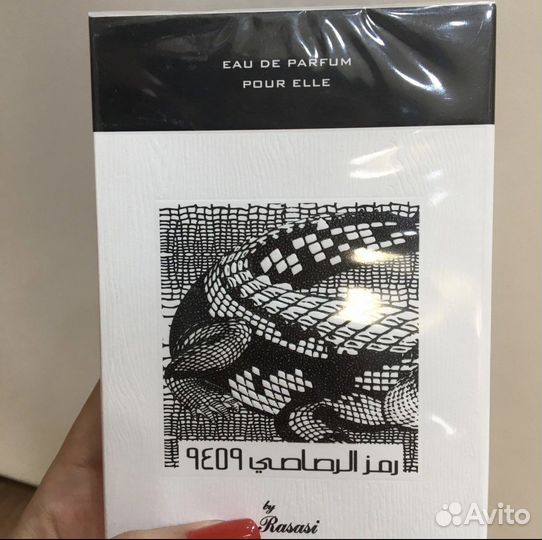 EAU DE PARFUM
POUR ELLE
رمز الرصاصي ٩٤٥٩
by
Rasasi
Avito